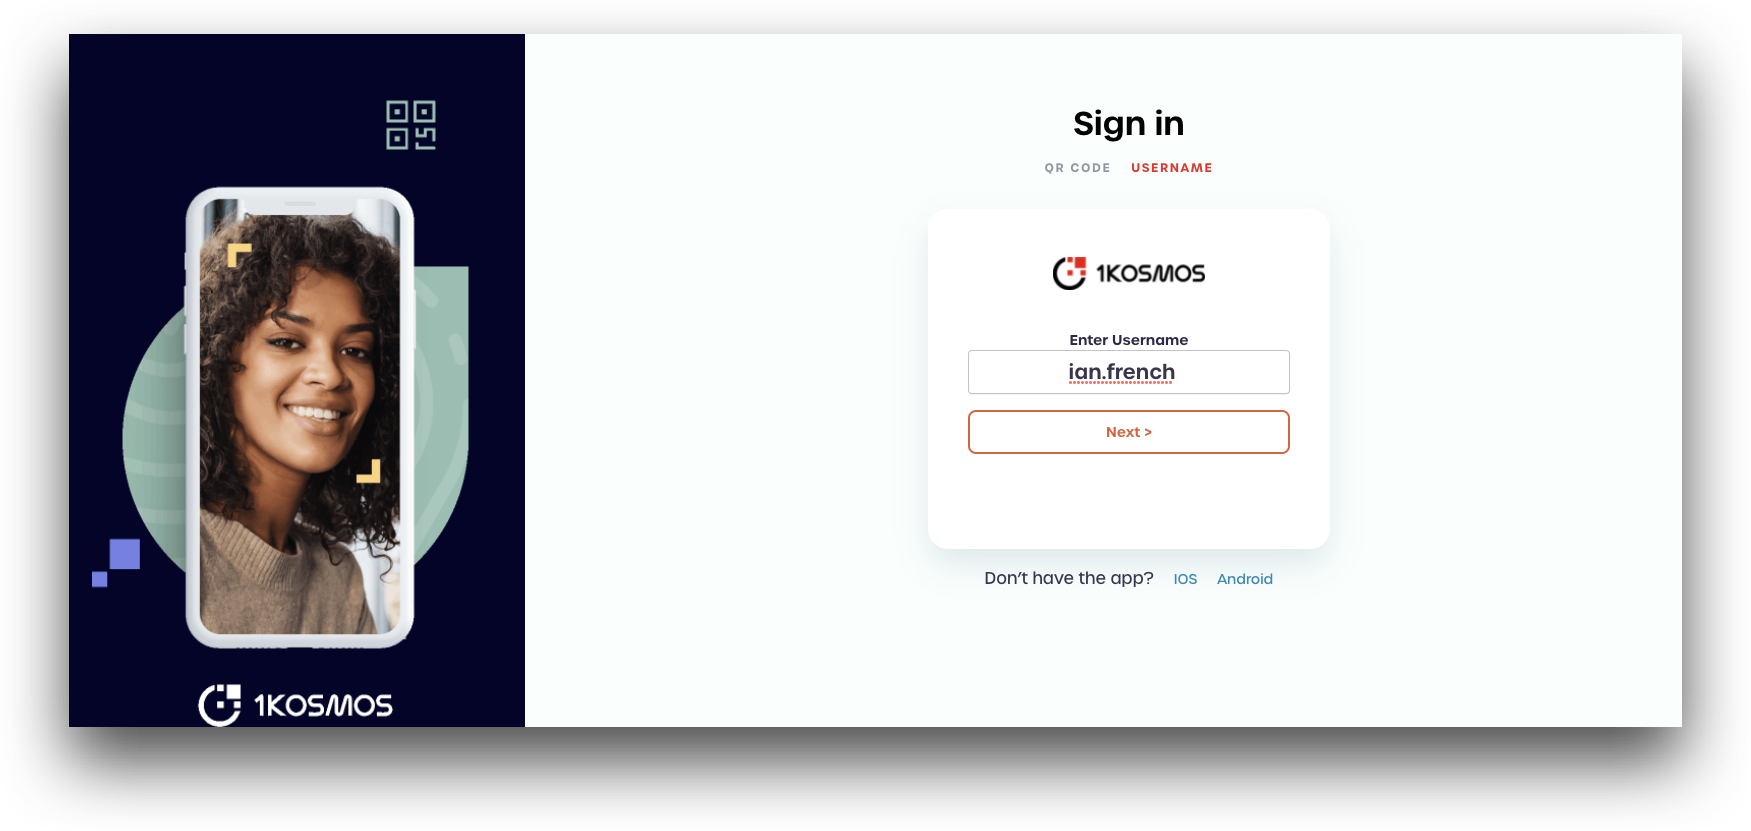 Sign in
QR CODE USERNAME
1KOSMOS
Enter Username
ian.french
Next >
Don't have the app? IOS Android
1KOSMOS